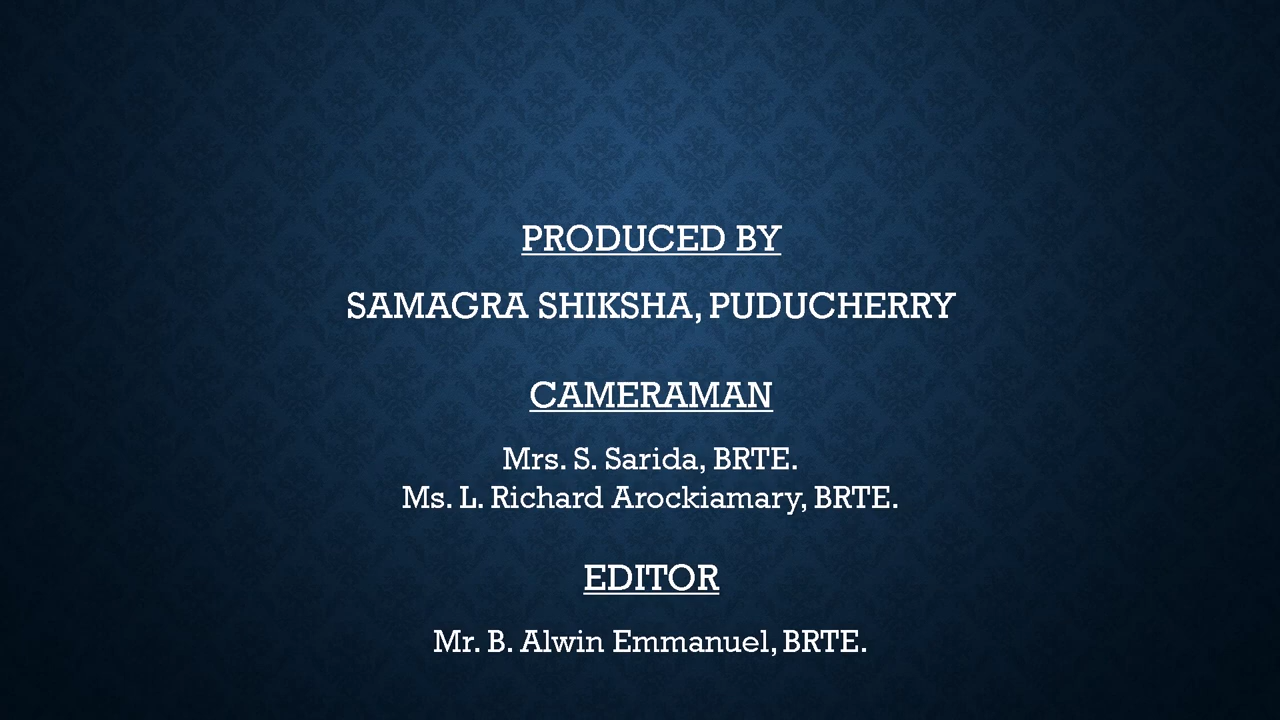 PRODUCED BY
SAMAGRA SHIKSHA, PUDUCHERRY
CAMERAMAN
Mrs. S. Sarida, BRTE.
Ms. L. Richard Arockiamary, BRTE.
EDITOR
Mr. B. Alwin Emmanuel, BRTE.